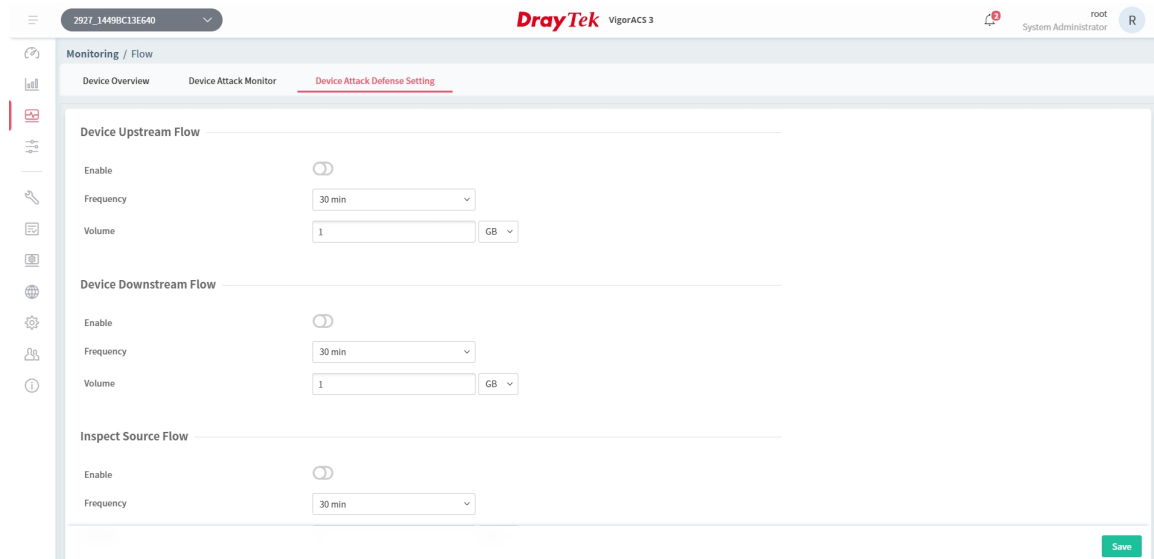 2927_1449BC13E640
DrayTek VigorACS 3
2
root
System Administrator
R
Monitoring / Flow
Device Overview
Device Attack Monitor
Device Attack Defense Setting
Device Upstream Flow
Enable
Frequency
30 min
Volume
1
GB
Device Downstream Flow
Enable
Frequency
30 min
Volume
1
GB
Inspect Source Flow
Enable
Frequency
30 min
Save